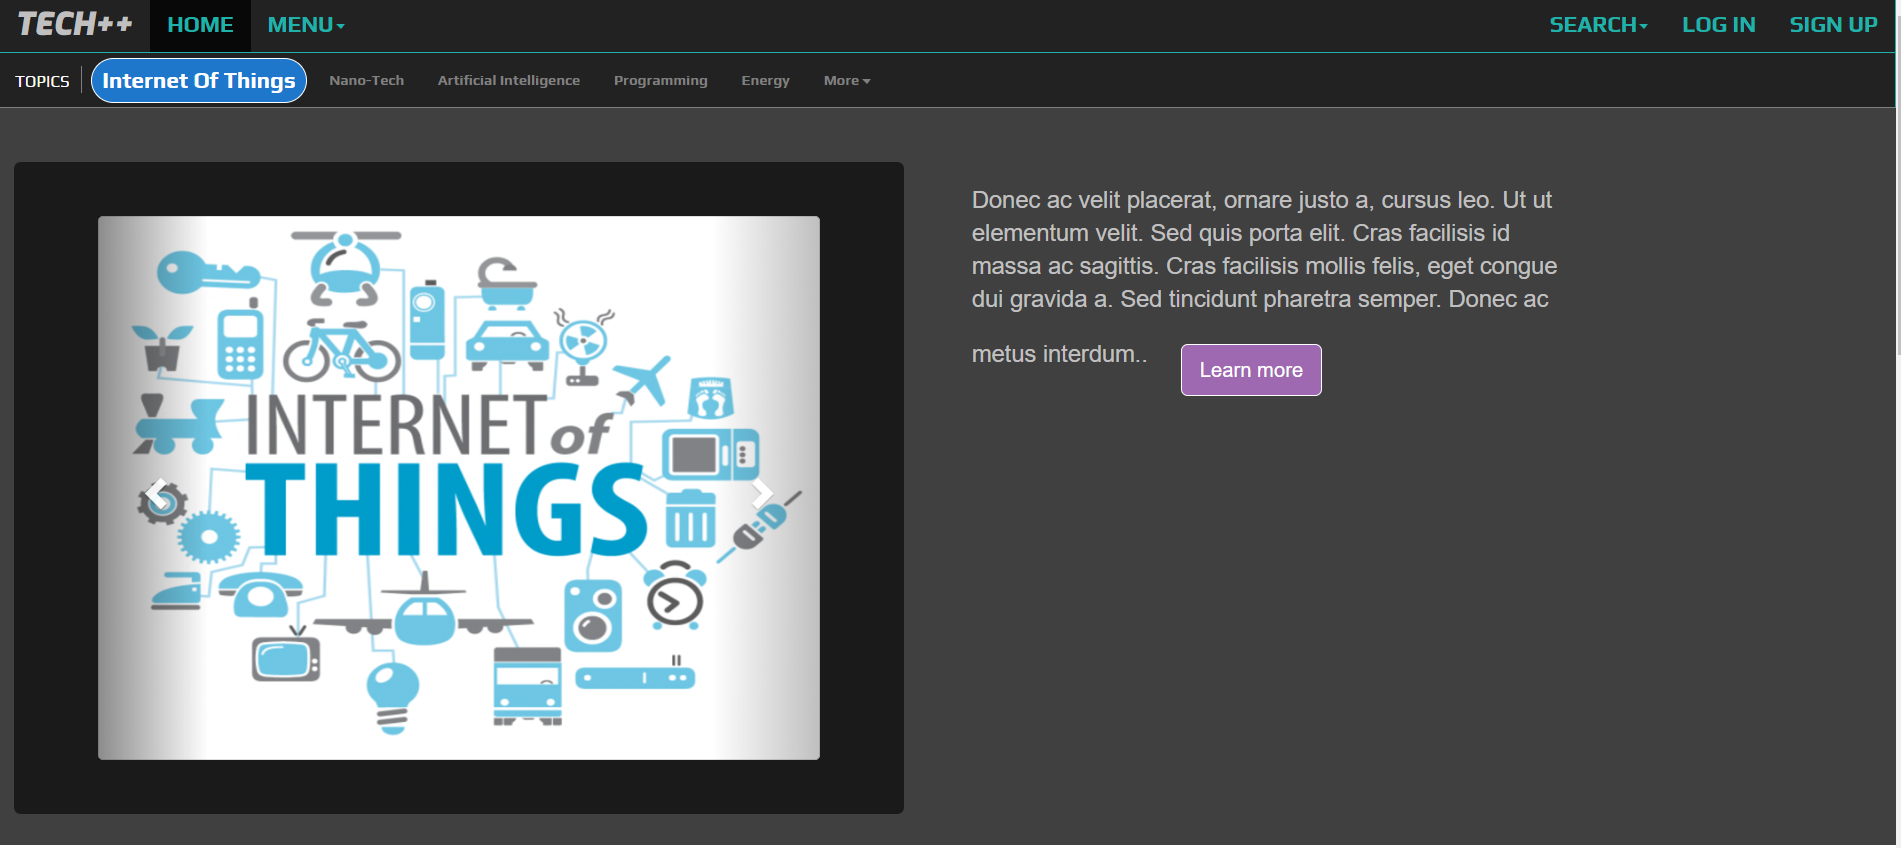 TECH++ HOME MENU SEARCH LOG IN SIGN UP
TOPICS Internet Of Things Nano-Tech Artificial Intelligence Programming Energy More
INTERNET of
THINGS
Donec ac velit placerat, ornare justo a, cursus leo. Ut ut
elementum velit. Sed quis porta elit. Cras facilisis id
massa ac sagittis. Cras facilisis mollis felis, eget congue
dui gravida a. Sed tincidunt pharetra semper. Donec ac
metus interdum.. Learn more